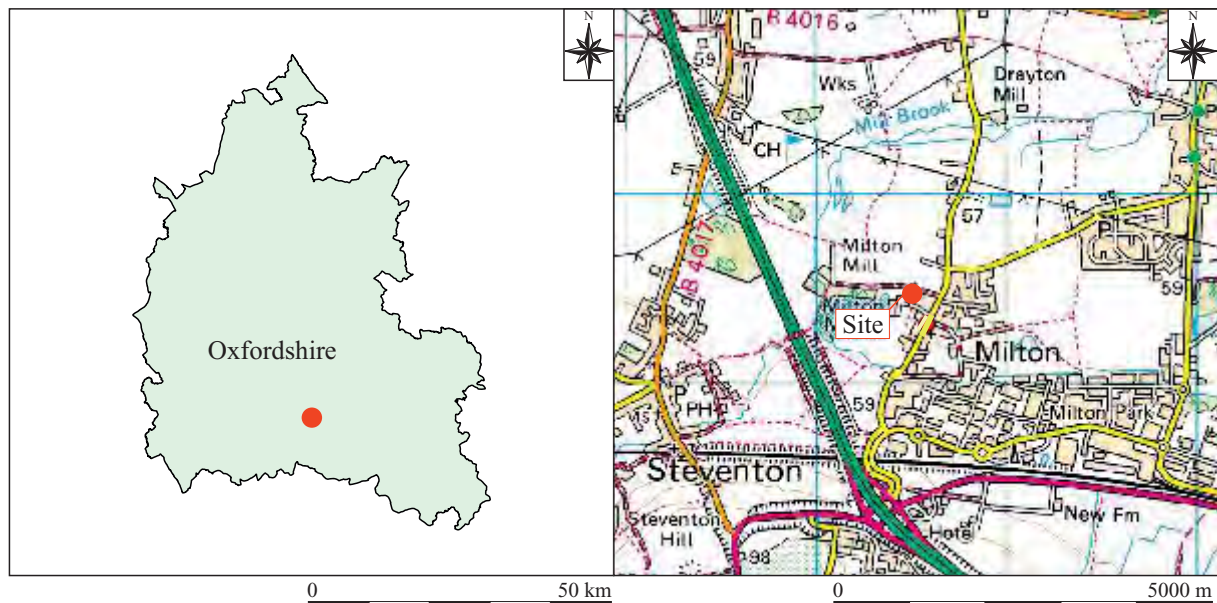 N
Oxfordshire
0 50 km
N
B 4016
59
Wks
Drayton
Mill
Mill Brook
CH
57
B 4017
Milton
Mill
P
59
Milton
Site
Milton
59
Milton Park
P
PH
Steventon
Steventon
Hill
98
Hotel
New Fm
0 5000 m